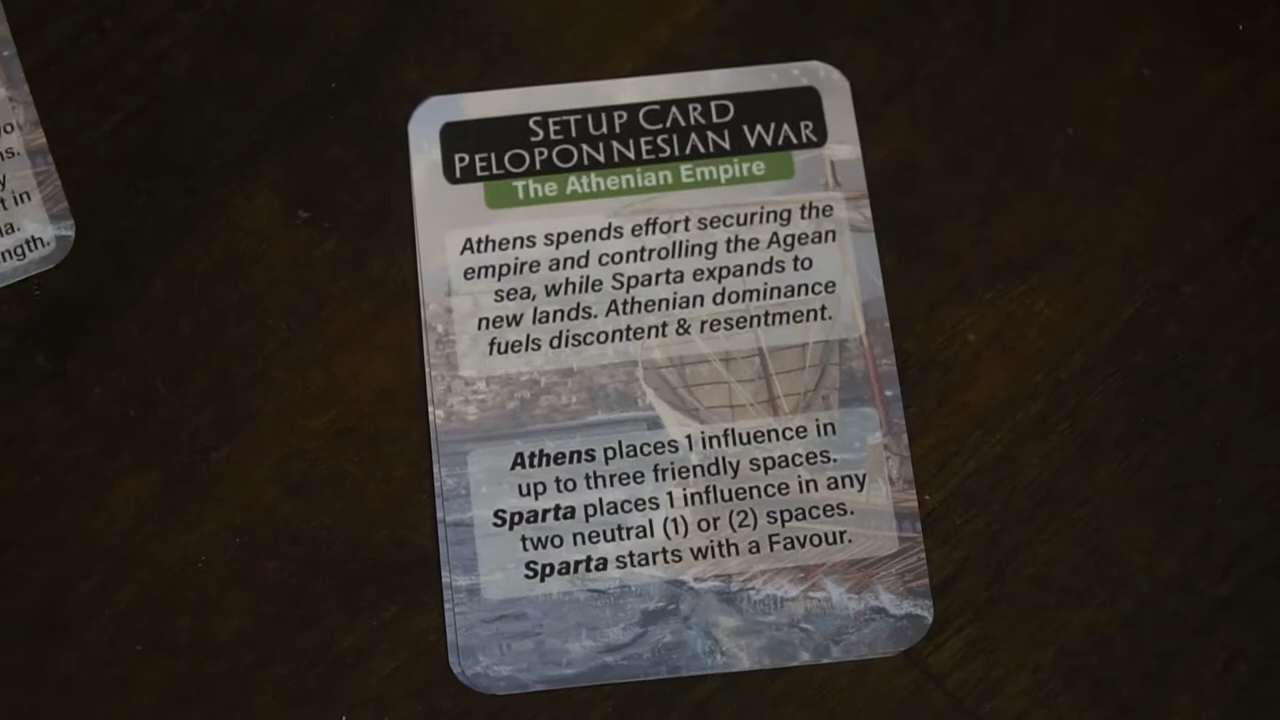 SETUP CARD
PELOPONNESIAN WAR
The Athenian Empire
Athens spends effort securing the
empire and controlling the Agean
sea, while Sparta expands to
new lands. Athenian dominance
fuels discontent & resentment.
Athens places 1 influence in
up to three friendly spaces.
Sparta places 1 influence in any
two neutral (1) or (2) spaces.
Sparta starts with a Favour.
t in